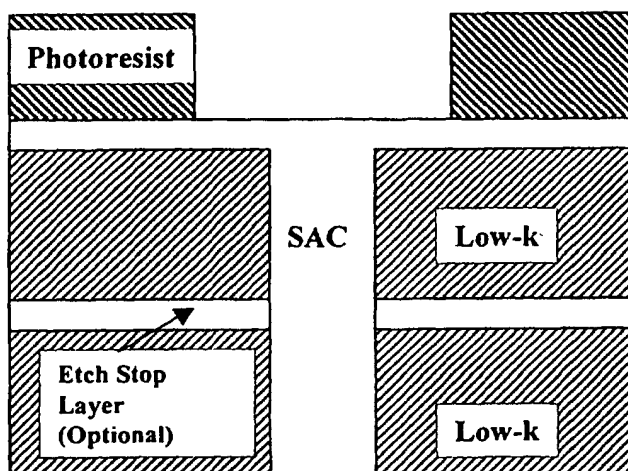 Photoresist
SAC
Low-k
Etch Stop
Layer
(Optional)
Low-k